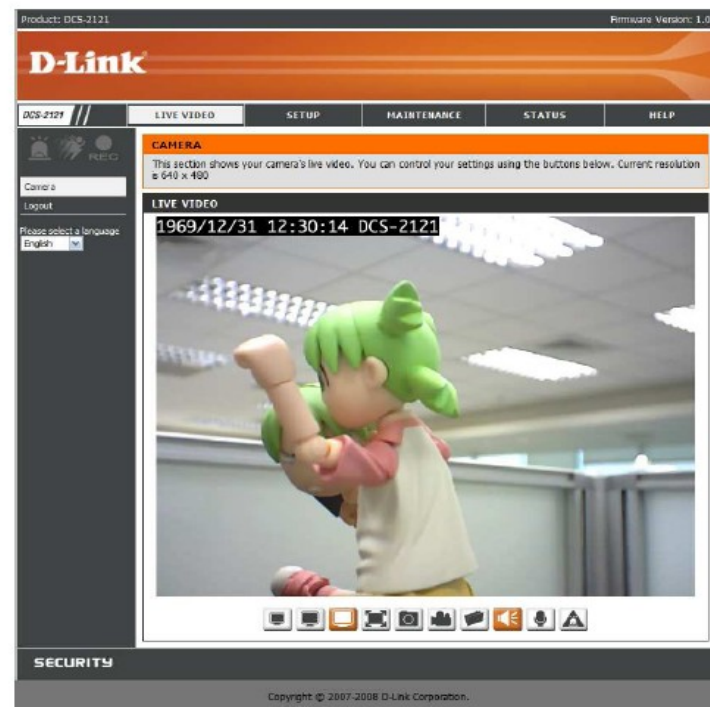 Product: DCS-2121
Firmware Version: 1.0
D-Link
DCS-2121
LIVE VIDEO
SETUP
MAINTENANCE
STATUS
HELP
REC
Camera
Logout
Please select a language
English
CAMERA
This section shows your camera's live video. You can control your settings using the buttons below. Current resolution
is 640 x 480
LIVE VIDEO
1969/12/31 12:30:14 DCS-2121
SECURITY
Copyright © 2007-2008 D-Link Corporation.